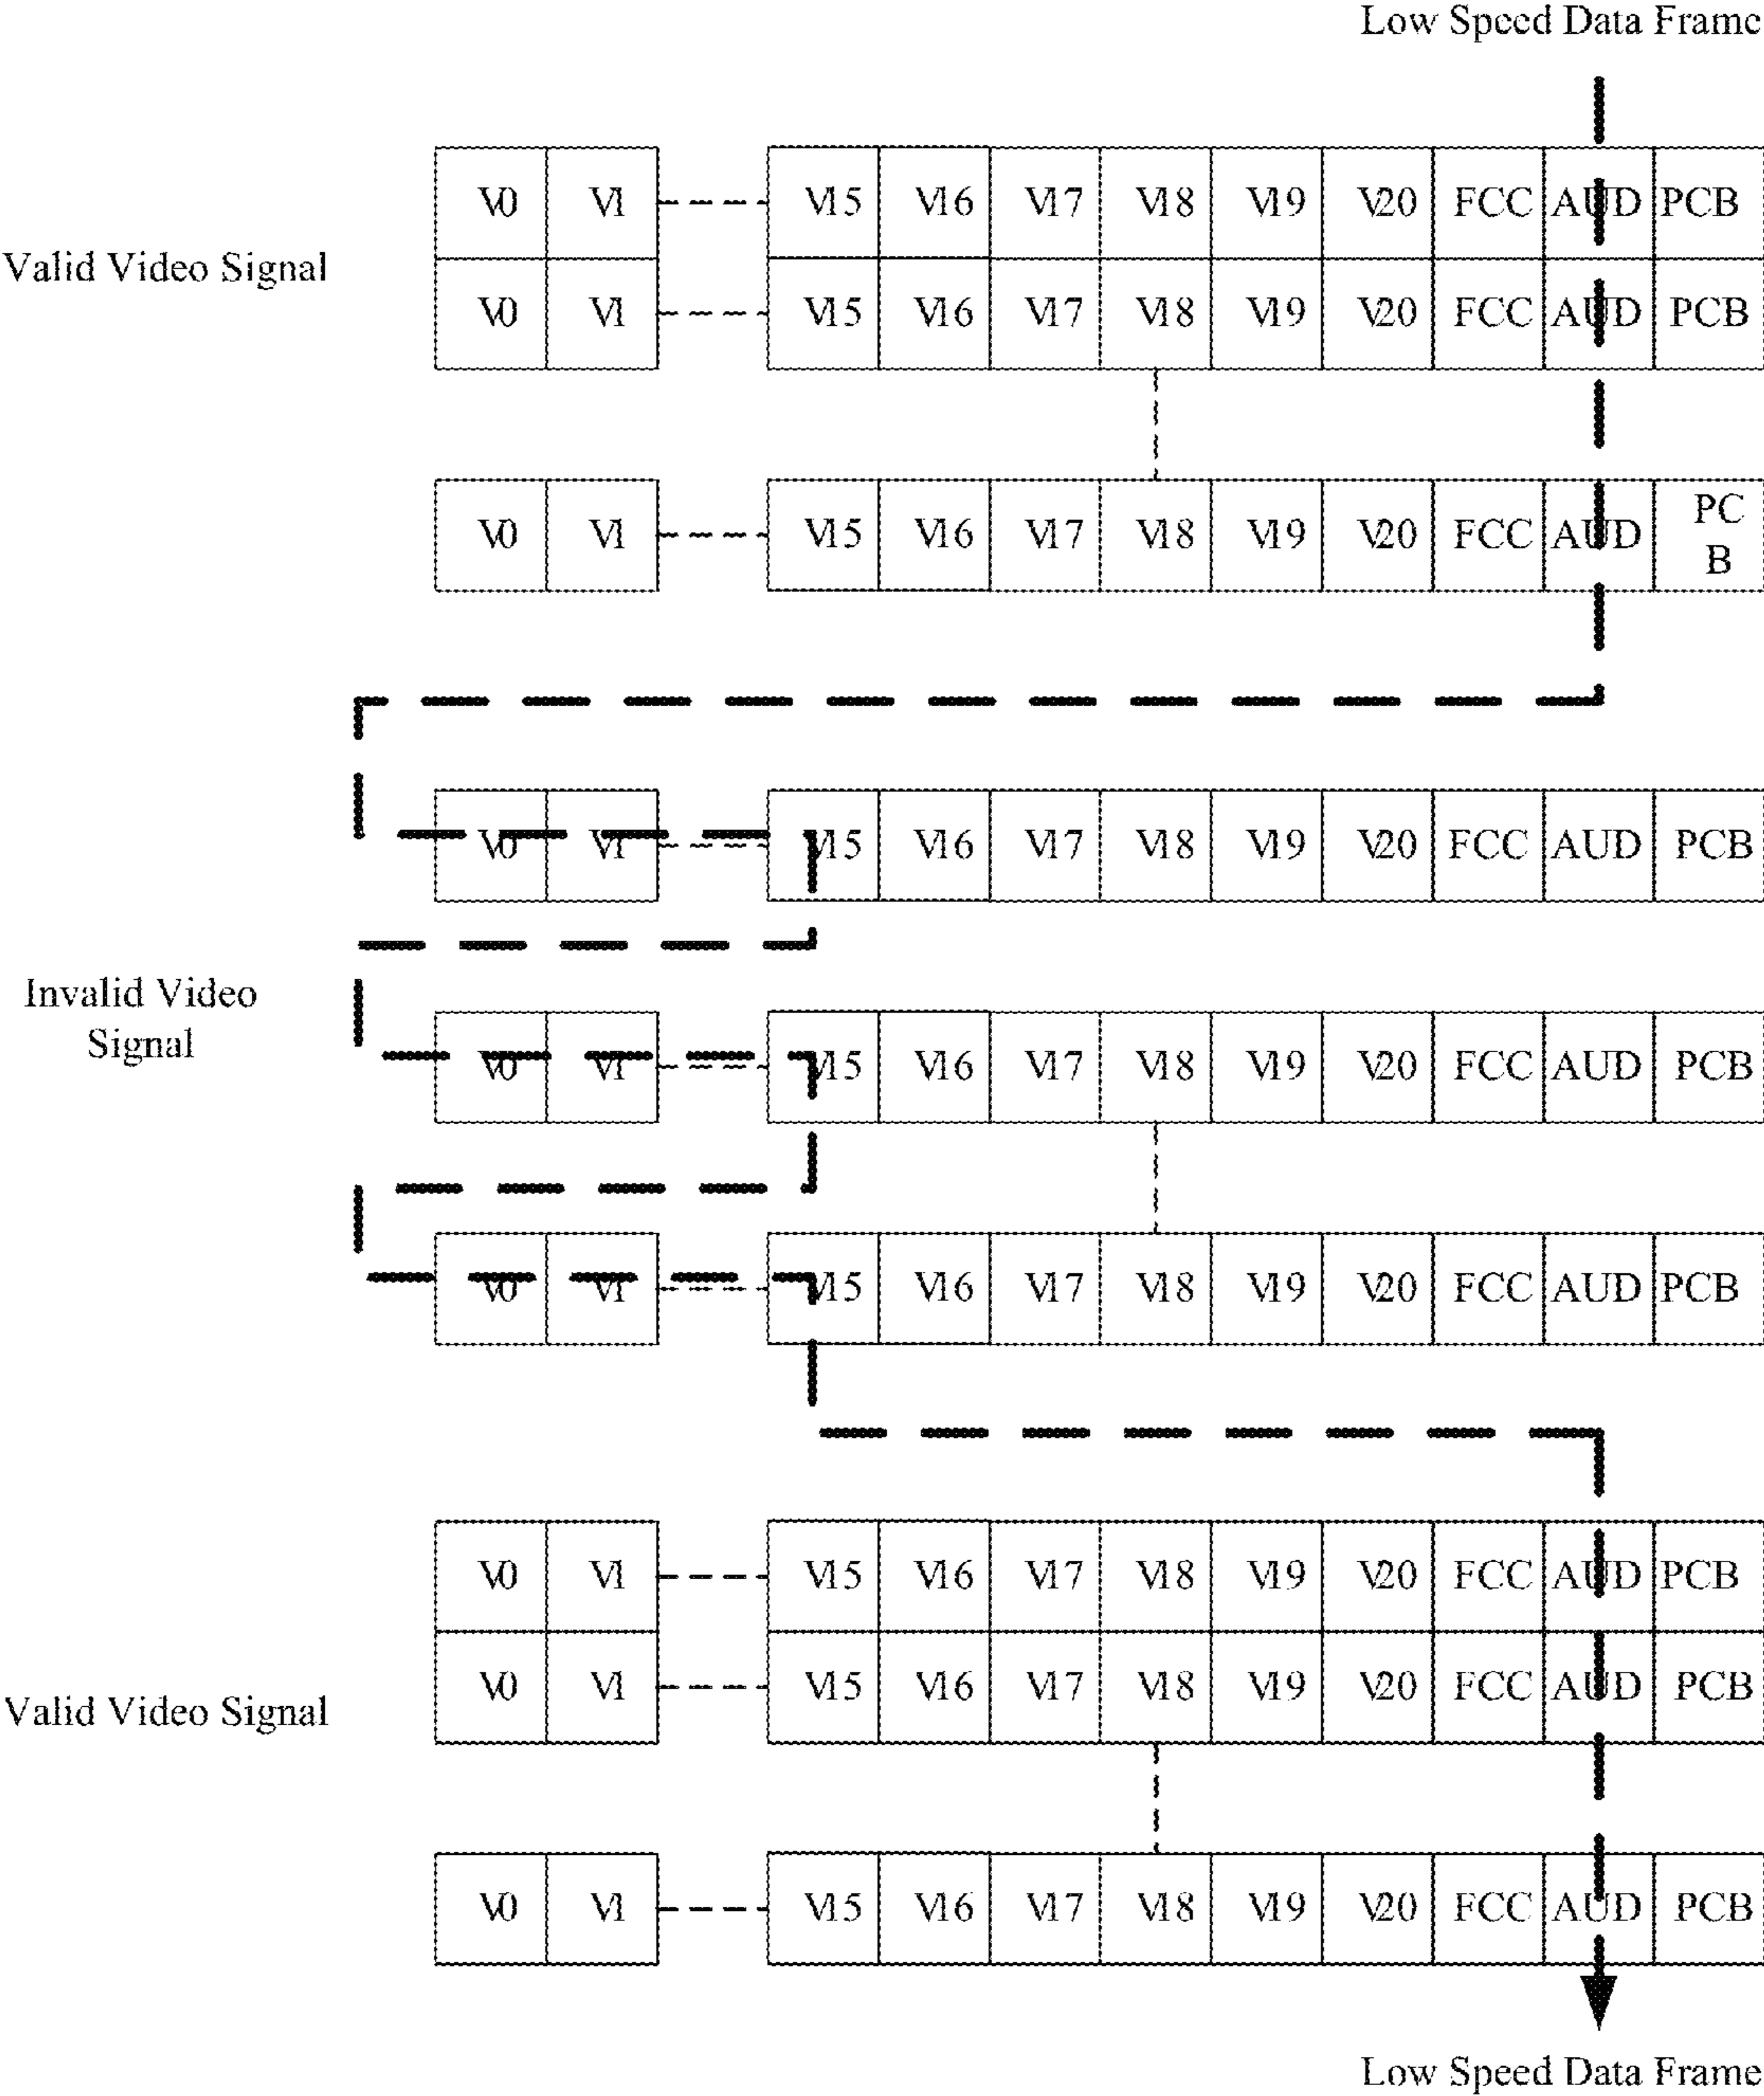 Low Speed Data Frame
V0 V1 V15 V16 V17 V18 V19 V20 FCC AUD PCB
Valid Video Signal
V0 V1 V15 V16 V17 V18 V19 V20 FCC AUD PCB
V0 V1 V15 V16 V17 V18 V19 V20 FCC AUD PC
B
V0 V1 V15 V16 V17 V18 V19 V20 FCC AUD PCB
Invalid Video
Signal
V0 V1 V15 V16 V17 V18 V19 V20 FCC AUD PCB
V0 V1 V15 V16 V17 V18 V19 V20 FCC AUD PCB
V0 V1 V15 V16 V17 V18 V19 V20 FCC AUD PCB
V0 V1 V15 V16 V17 V18 V19 V20 FCC AUD PCB
Valid Video Signal
V0 V1 V15 V16 V17 V18 V19 V20 FCC AUD PCB
Low Speed Data Frame